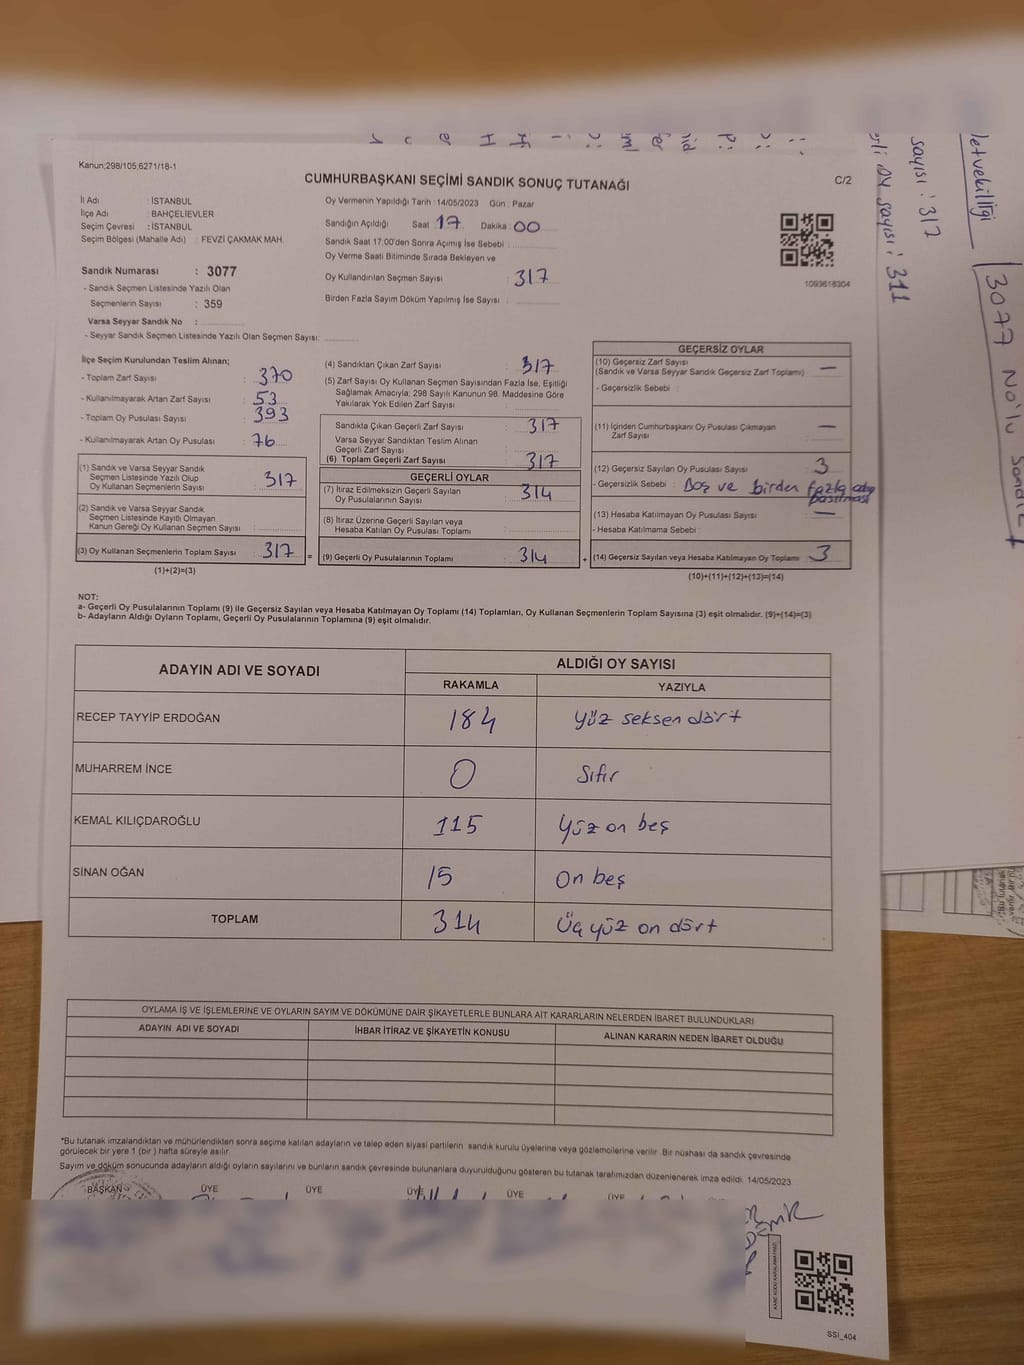 Kanun;298/105;6271/18-1
CUMHURBAŞKANI SEÇİMİ SANDIK SONUÇ TUTANAĞI
C/2
İl Adı : İSTANBUL
İlçe Adı : BAHÇELİEVLER
Seçim Çevresi : İSTANBUL
Seçim Bölgesi (Mahalle Adı) : FEVZİ ÇAKMAK MAH.
Sandık Numarası : 3077
- Sandık Seçmen Listesinde Yazılı Olan
Seçmenlerin Sayısı : 359
Varsa Seyyar Sandık No :
- Seyyar Sandık Seçmen Listesinde Yazılı Olan Seçmen Sayısı:
Oy Vermenin Yapıldığı Tarih :14/05/2023 Gün : Pazar
Sandığın Açıldığı Saat 17 Dakika 00
Sandık Saat 17:00'den Sonra Açımış İse Sebebi :
Oy Verme Saati Bitiminde Sırada Bekleyen ve
Oy Kullandırılan Seçmen Sayısı : 317
Birden Fazla Sayım Döküm Yapılmış İse Sayısı :
1093618304
İlçe Seçim Kurulundan Teslim Alınan;
- Toplam Zarf Sayısı : 370
- Kullanılmayarak Artan Zarf Sayısı : 53
- Toplam Oy Pusulası Sayısı : 393
- Kullanılmayarak Artan Oy Pusulası : 76
(1) Sandık ve Varsa Seyyar Sandık
Seçmen Listesinde Yazılı Olup
Oy Kullanan Seçmenlerin Sayısı : 317
(2) Sandık ve Varsa Seyyar Sandık
Seçmen Listesinde Kayıtlı Olmayan
Kanun Gereği Oy Kullanan Seçmen Sayısı :
(3) Oy Kullanan Seçmenlerin Toplam Sayısı : 317 =
(1)+(2)=(3)
(4) Sandıktan Çıkan Zarf Sayısı : 317
(5) Zarf Sayısı Oy Kullanan Seçmen Sayısından Fazla İse, Eşitliği
Sağlamak Amacıyla; 298 Sayılı Kanunun 98. Maddesine Göre
Yakılarak Yok Edilen Zarf Sayısı :
Sandıkta Çıkan Geçerli Zarf Sayısı : 317
Varsa Seyyar Sandıktan Teslim Alınan
Geçerli Zarf Sayısı :
(6) Toplam Geçerli Zarf Sayısı : 317
GEÇERLİ OYLAR
(7) İtiraz Edilmeksizin Geçerli Sayılan
Oy Pusulalarının Sayısı : 314
(8) İtiraz Üzerine Geçerli Sayılan veya
Hesaba Katılan Oy Pusulaları Toplamı :
(9) Geçerli Oy Pusulalarının Toplamı : 314 +
GEÇERSİZ OYLAR
(10) Geçersiz Zarf Sayısı
(Sandık ve Varsa Seyyar Sandık Geçersiz Zarf Toplamı) : —
- Geçersizlik Sebebi :
(11) İçinden Cumhurbaşkanı Oy Pusulası Çıkmayan
Zarf Sayısı : —
(12) Geçersiz Sayılan Oy Pusulası Sayısı : 3
- Geçersizlik Sebebi : Boş ve birden fazla aday basılması
(13) Hesaba Katılmayan Oy Pusulası Sayısı : —
- Hesaba Katılmama Sebebi :
(14) Geçersiz Sayılan veya Hesaba Katılmayan Oy Toplamı : 3
(10)+(11)+(12)+(13)=(14)
NOT:
a- Geçerli Oy Pusulalarının Toplamı (9) ile Geçersiz Sayılan veya Hesaba Katılmayan Oy Toplamı (14) Toplamları, Oy Kullanan Seçmenlerin Toplam Sayısına (3) eşit olmalıdır. (9)+(14)=(3)
b- Adayların Aldığı Oyların Toplamı, Geçerli Oy Pusulalarının Toplamına (9) eşit olmalıdır.
ADAYIN ADI VE SOYADI ALDIĞI OY SAYISI
RAKAMLA YAZIYLA
RECEP TAYYİP ERDOĞAN 184 Yüz seksen dört
MUHARREM İNCE 0 Sıfır
KEMAL KILIÇDAROĞLU 115 Yüz on beş
SİNAN OĞAN 15 On beş
TOPLAM 314 Üç yüz on dört
OYLAMA İŞ VE İŞLEMLERİNE VE OYLARIN SAYIM VE DÖKÜMÜNE DAİR ŞİKAYETLERLE BUNLARA AİT KARARLARIN NELERDEN İBARET BULUNDUKLARI
ADAYIN ADI VE SOYADI İHBAR İTİRAZ VE ŞİKAYETİN KONUSU ALINAN KARARIN NEDEN İBARET OLDUĞU
*Bu tutanak imzalandıktan ve mühürlendikten sonra seçime katılan adayların ve talep eden siyasi partilerin sandık kurulu üyelerine veya gözlemcilerine verilir. Bir nüshası da sandık çevresinde
görülecek bir yere 1 (bir ) hafta süreyle asılır.
Sayım ve döküm sonucunda adayların aldığı oyların sayılarını ve bunların sandık çevresinde bulunanlara duyurulduğunu gösteren bu tutanak tarafımızdan düzenlenerek imza edildi. 14/05/2023
BAŞKAN ÜYE ÜYE ÜYE ÜYE ÜYE
SSI_404
letvekilliği
sayısı : 317
erli oy sayısı : 311
3077 No'lu Sandık